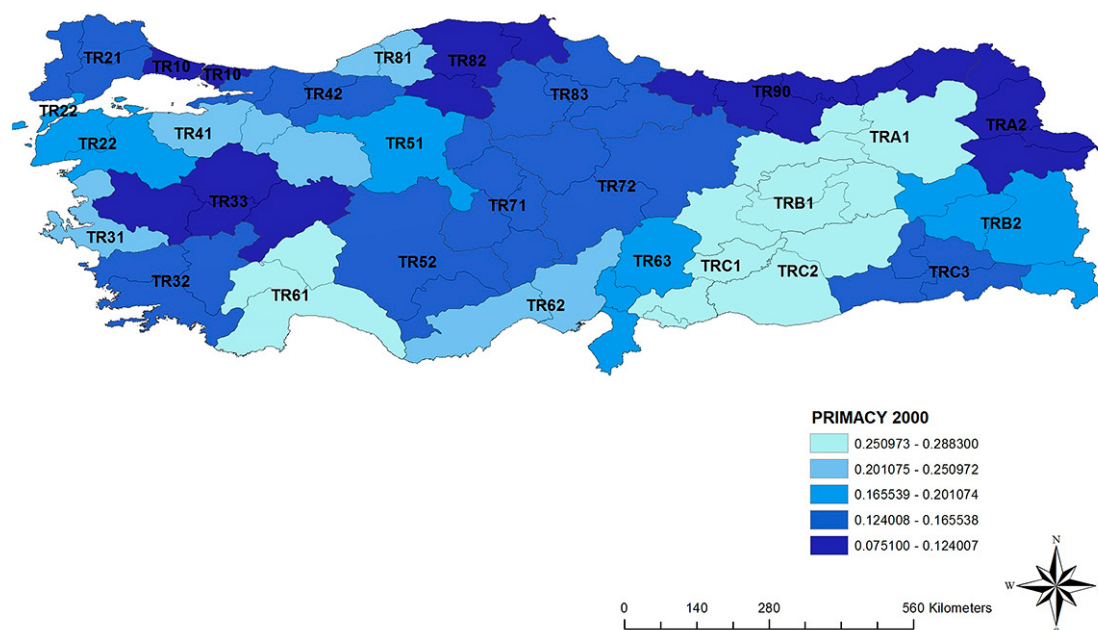 TR81
TR82
TR21
TR10
TR10
TR42
TR83
TR90
TR22
TR41
TR51
TRA1
TRA2
TR22
TR72
TR33
TR71
TRB1
TRB2
TR31
TR52
TR63
TRC1
TRC2
TRC3
TR32
TR61
TR62
PRIMACY 2000
0.250973 - 0.288300
0.201075 - 0.250972
0.165539 - 0.201074
0.124008 - 0.165538
0.075100 - 0.124007
N
W E
0 140 280 560 Kilometers